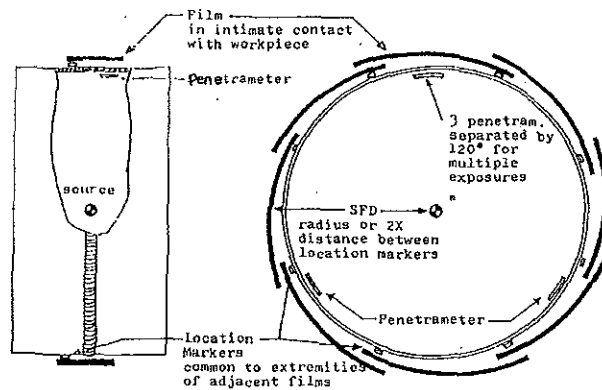 Film
in intimate contact
with workpiece
Penetrameter
3 penetram.
separated by
120° for
multiple
exposures
source
SFD
radius or 2X
distance between
location markers
Penetrameter
Location
Markers
common to extremities
of adjacent films